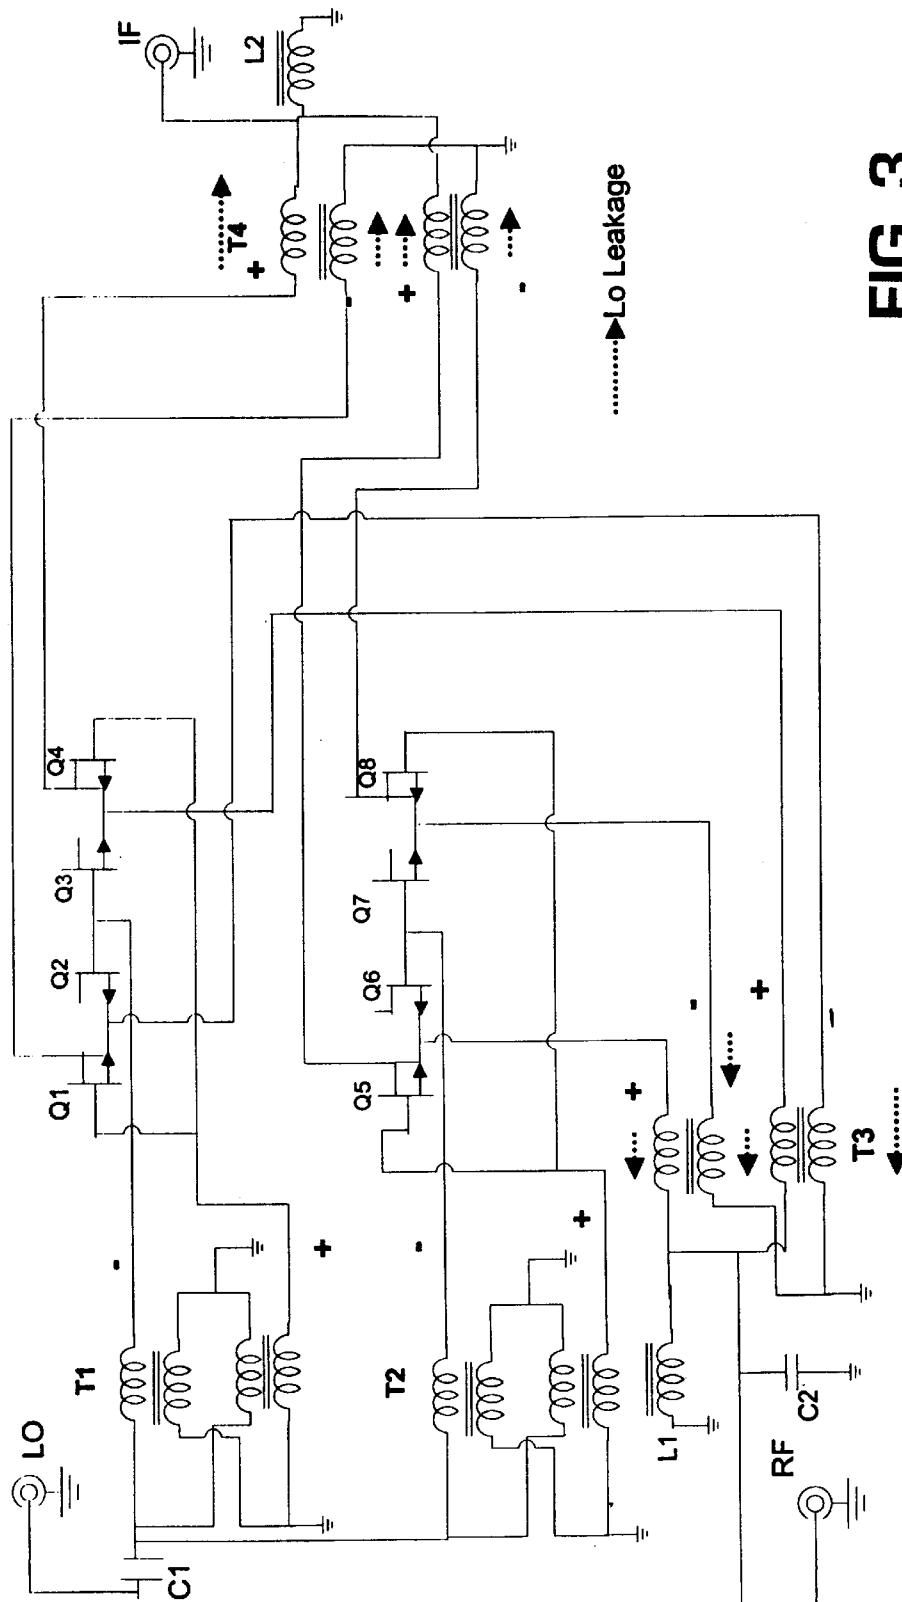 LO
C1
T1
-
+
Q1
Q2
Q3
Q4
T2
-
+
Q5
Q6
Q7
Q8
IF
L2
T4
+
-
+
-
Lo Leakage
L1
RF
C2
T3
+
-
+
-
FIG. 3